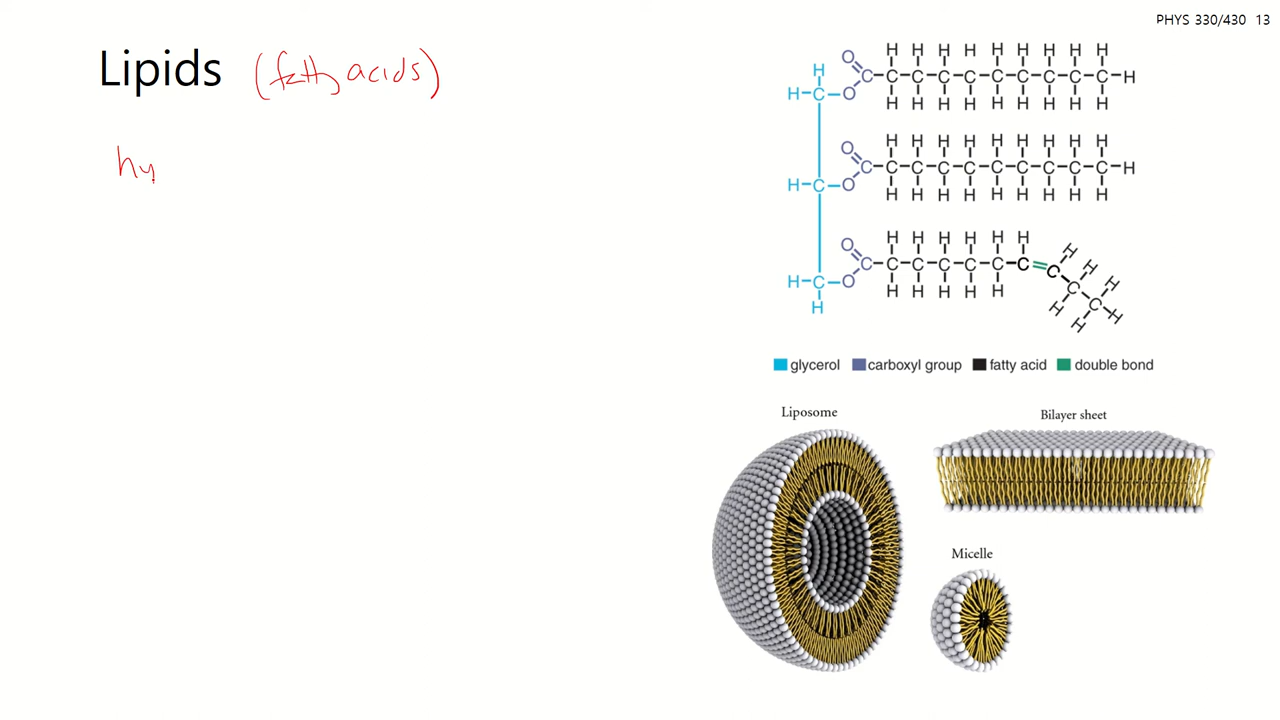 PHYS 330/430 13
Lipids (fatty acids)
hy
H H H H H H H H H
H O
H-C-O C-C-C-C-C-C-C-C-C-C-H
H H H H H H H H H
H H H H H H H H H
O
H-C-O C-C-C-C-C-C-C-C-C-C-H
H H H H H H H H H
H H H H H H
O H
H-C-O C-C-C-C-C-C-C=C H H
H H H H H H C C H
H H H
glycerol carboxyl group fatty acid double bond
Liposome
Bilayer sheet
Micelle